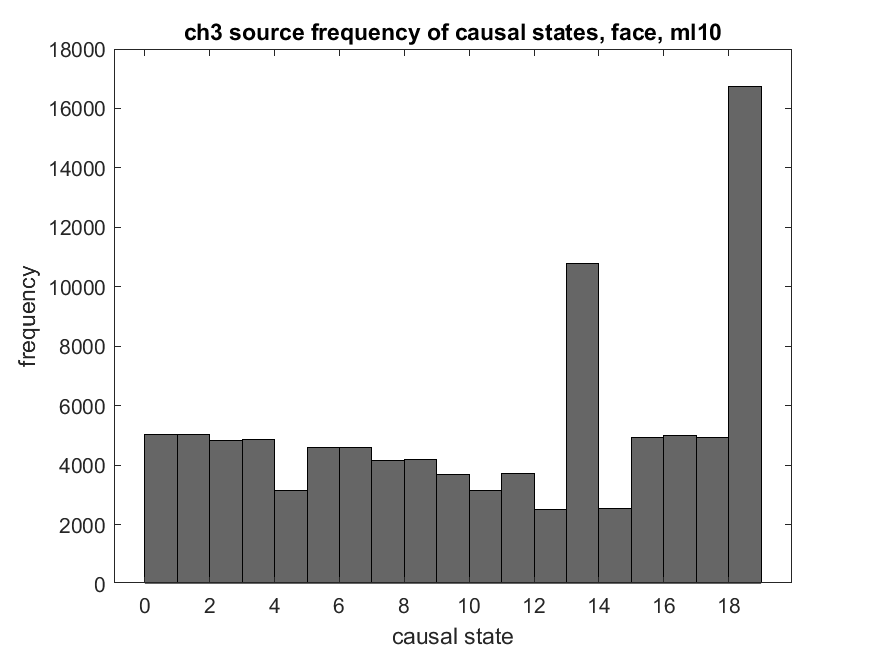 ch3 source frequency of causal states, face, ml10
18000
16000
14000
12000
10000
8000
6000
4000
2000
0
frequency
0 2 4 6 8 10 12 14 16 18
causal state